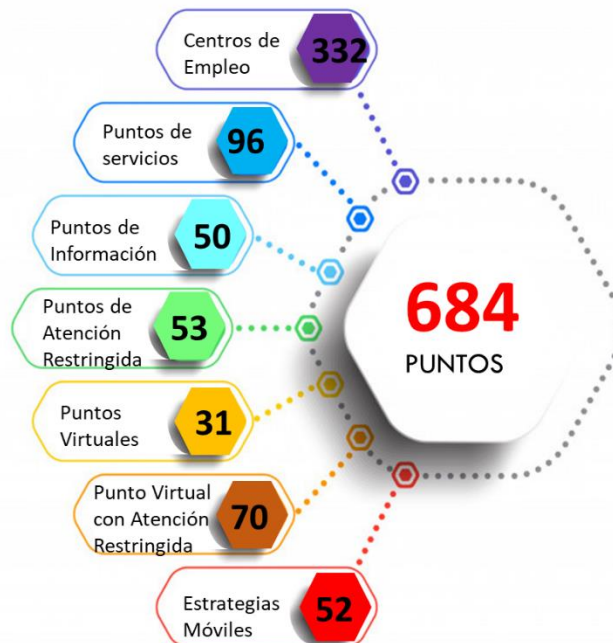 Centros de
Empleo
332
Puntos de
servicios
96
Puntos de
Información
50
Puntos de
Atención
Restringida
53
684
PUNTOS
Puntos
Virtuales
31
Punto Virtual
con Atención
Restringida
70
Estrategias
Móviles
52